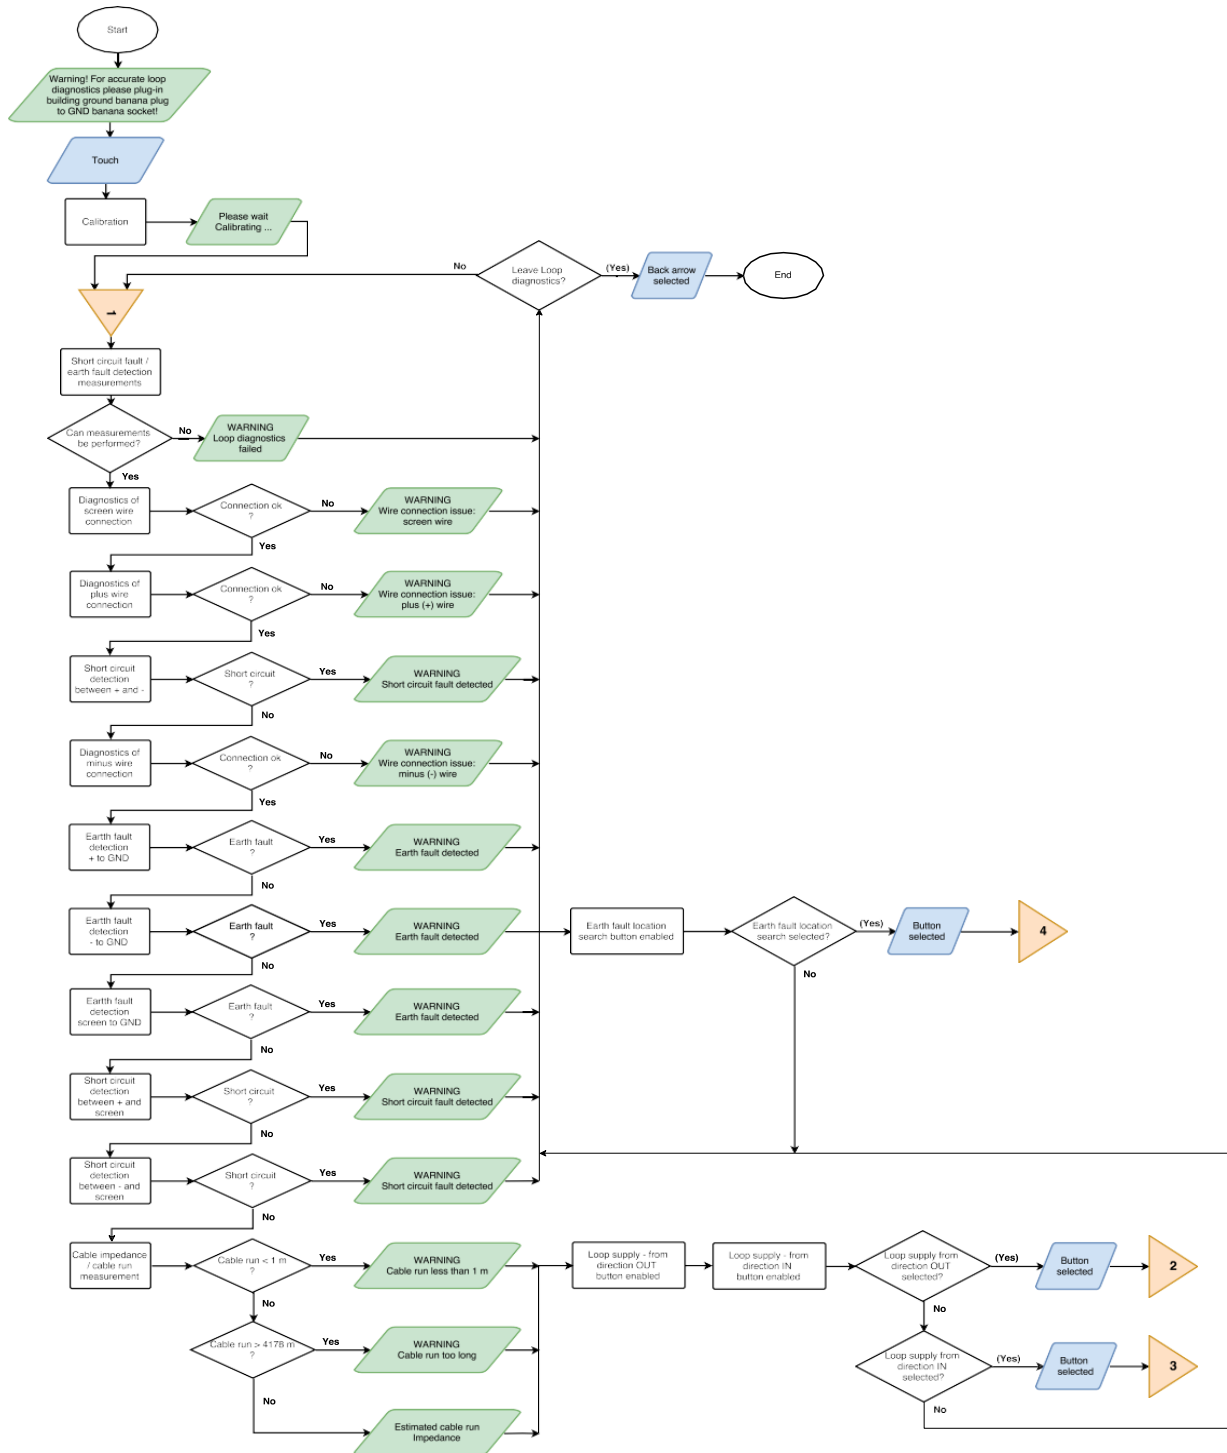 Start
Warning! For accurate loop
diagnostics please plug-in
building ground banana plug
to GND banana socket!
Touch
Calibration
Please wait
Calibrating ...
No
Leave Loop
diagnostics?
(Yes)
Back arrow
selected
End
1
Short circuit fault /
earth fault detection
measurements
Can measurements
be performed?
No
WARNING
Loop diagnostics
failed
Yes
Diagnostics of
screen wire
connection
Connection ok
?
No
WARNING
Wire connection issue:
screen wire
Yes
Diagnostics of
plus wire
connection
Connection ok
?
No
WARNING
Wire connection issue:
plus (+) wire
Yes
Short circuit
detection
between + and -
Short circuit
?
Yes
WARNING
Short circuit fault detected
No
Diagnostics of
minus wire
connection
Connection ok
?
No
WARNING
Wire connection issue:
minus (-) wire
Yes
Eartth fault
detection
+ to GND
Earth fault
?
Yes
WARNING
Earth fault detected
No
Eartth fault
detection
- to GND
Earth fault
?
Yes
WARNING
Earth fault detected
Earth fault location
search button enabled
Earth fault location
search selected?
(Yes)
Button
selected
4
No
No
Eartth fault
detection
screen to GND
Earth fault
?
Yes
WARNING
Earth fault detected
No
Short circuit
detection
between + and
screen
Short circuit
?
Yes
WARNING
Short circuit fault detected
No
Short circuit
detection
between - and
screen
Short circuit
?
Yes
WARNING
Short circuit fault detected
No
Cable impedance
/ cable run
measurement
Cable run < 1 m
?
Yes
WARNING
Cable run less than 1 m
Loop supply - from
direction OUT
button enabled
Loop supply - from
direction IN
button enabled
Loop supply from
direction OUT
selected?
(Yes)
Button
selected
2
No
No
Cable run > 4178 m
?
Yes
WARNING
Cable run too long
Loop supply from
direction IN
selected?
(Yes)
Button
selected
3
No
No
Estimated cable run
Impedance